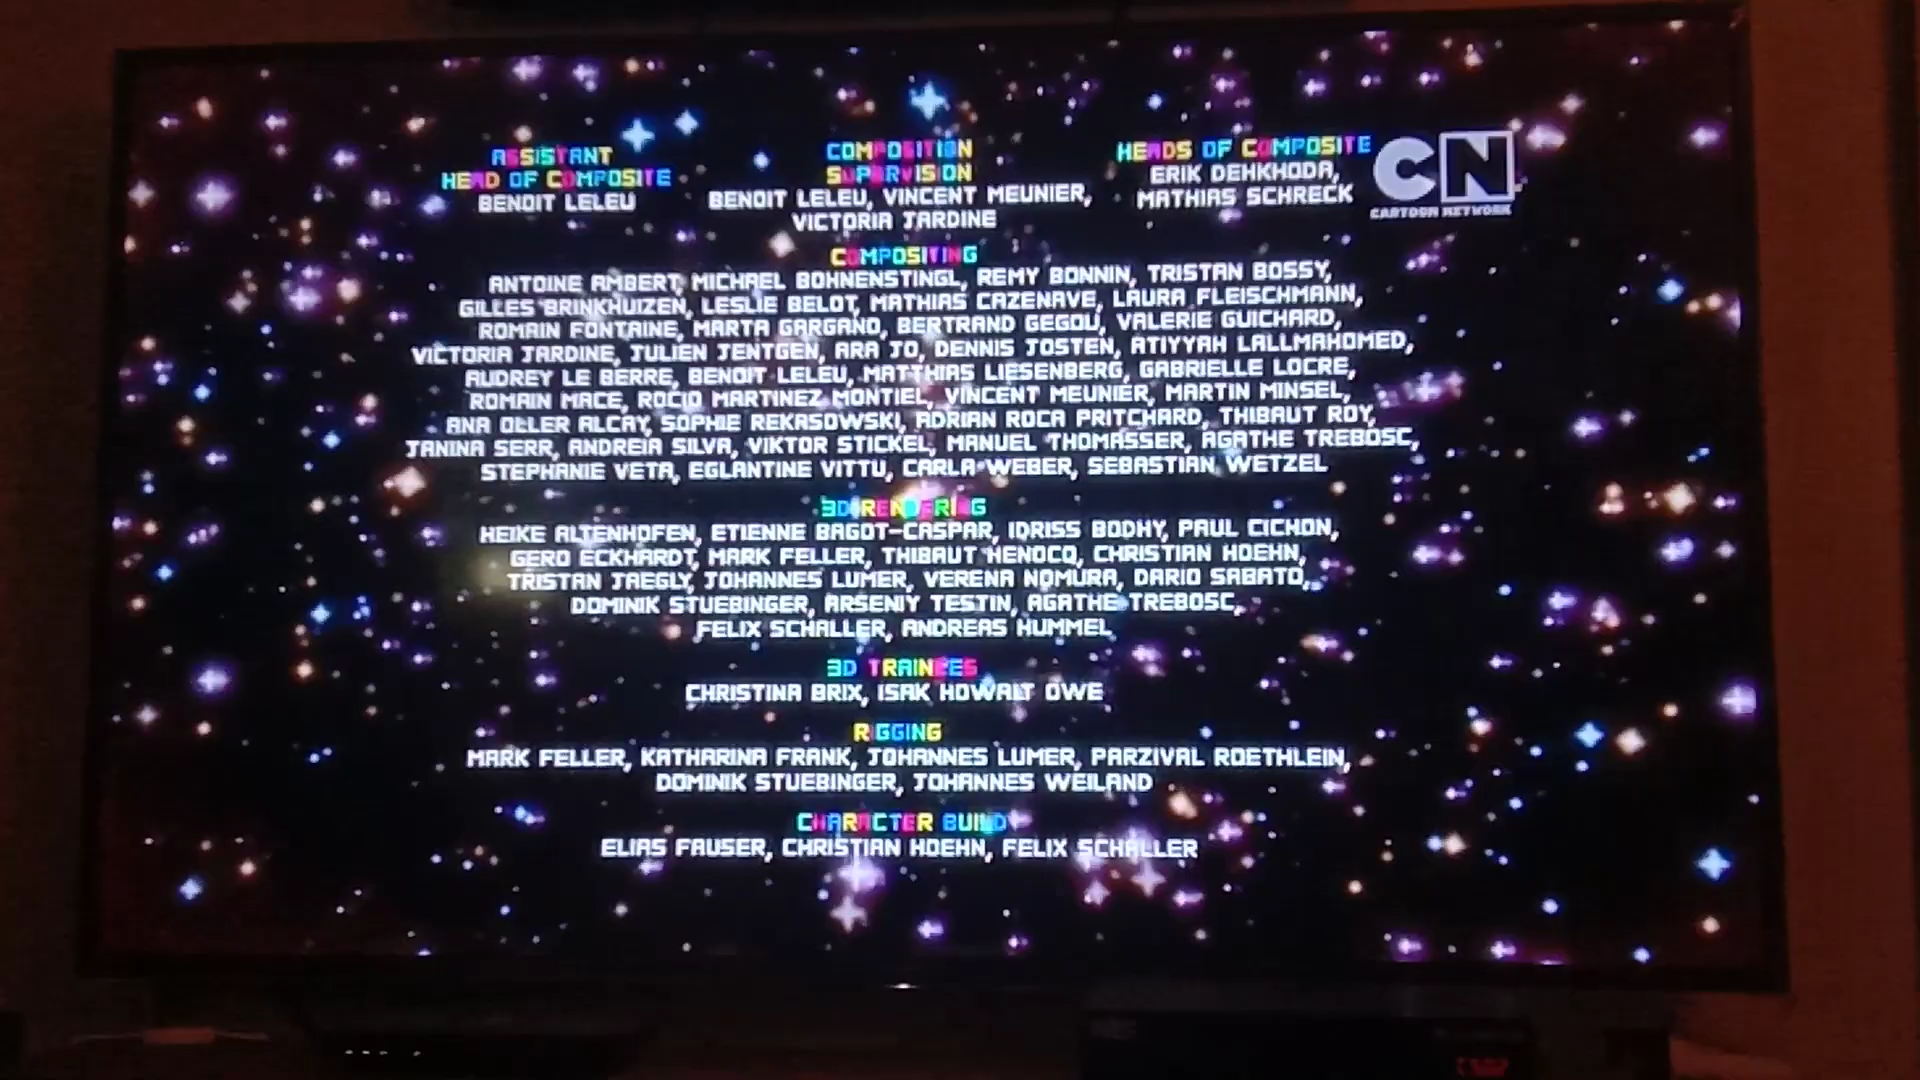 ASSISTANT
HEAD OF COMPOSITE
BENOIT LELEU
COMPOSITION
SUPERVISION
BENOIT LELEU, VINCENT MEUNIER,
VICTORIA JARDINE
HEADS OF COMPOSITE
ERIK DEHKHODA,
MATHIAS SCHRECK
CN
CARTOON NETWORK
COMPOSITING
ANTOINE AMBERT, MICHAEL BOHNENSTINGL, REMY BONNIN, TRISTAN BOSSY,
GILLES BRINKHUIZEN, LESLIE BELOT, MATHIAS CAZENAVE, LAURA FLEISCHMANN,
ROMAIN FONTAINE, MARTA GARGANO, BERTRAND GEGOU, VALERIE GUICHARD,
VICTORIA JARDINE, JULIEN JENTGEN, ARA JO, DENNIS JOSTEN, ATIYYAH LALLMAHOMED,
AUDREY LE BERRE, BENOIT LELEU, MATTHIAS LIESENBERG, GABRIELLE LOCRE,
ROMAIN MACE, ROCIO MARTINEZ MONTIEL, VINCENT MEUNIER, MARTIN MINSEL,
ANA OLLER ALCAY, SOPHIE REKASOWSKI, ADRIAN ROCA PRITCHARD, THIBAUT ROY,
JANINA SERR, ANDREIA SILVA, VIKTOR STICKEL, MANUEL THOMASSER, AGATHE TREBOSC,
STEPHANIE VETA, EGLANTINE VITTU, CARLA WEBER, SEBASTIAN WETZEL
3D RENDERING
HEIKE ALTENHOFEN, ETIENNE BAGOT-CASPAR, IDRISS BODHY, PAUL CICHON,
GERO ECKHARDT, MARK FELLER, THIBAUT HENOCQ, CHRISTIAN HOEHN,
TRISTAN JAEGLY, JOHANNES LUMER, VERENA NOMURA, DARIO SABATO,
DOMINIK STUEBINGER, ARSENIY TESTIN, AGATHE TREBOSC,
FELIX SCHALLER, ANDREAS HUMMEL
3D TRAINEES
CHRISTINA BRIX, ISAK HOWALT OWE
RIGGING
MARK FELLER, KATHARINA FRANK, JOHANNES LUMER, PARZIVAL ROETHLEIN,
DOMINIK STUEBINGER, JOHANNES WEILAND
CHARACTER BUILD
ELIAS FAUSER, CHRISTIAN HOEHN, FELIX SCHALLER